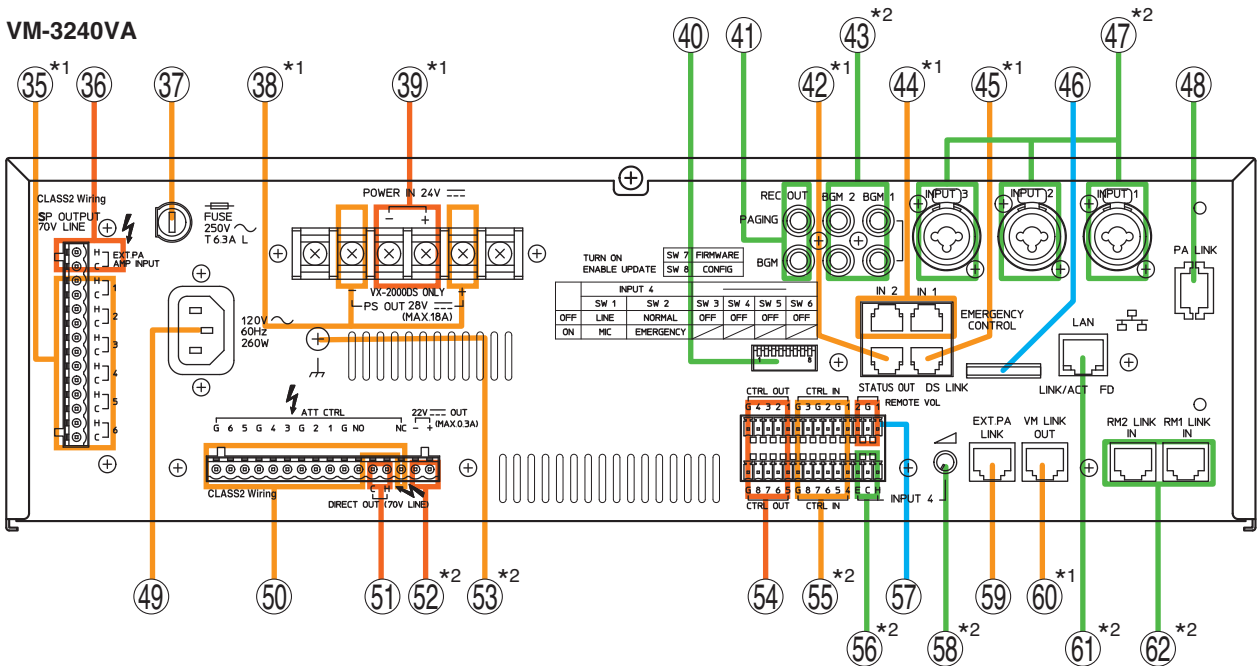 VM-3240VA
35 *1
36
37
38 *1
39 *1
40
41
42 *1
43 *2
44 *1
45 *1
46
47 *2
48
CLASS2 Wiring
SP OUTPUT
70V LINE
H
C
EXT.PA
AMP INPUT
H
C
1
H
C
2
H
C
3
H
C
4
H
C
5
H
C
6
FUSE
250V
T6.3A L
120V
60Hz
260W
POWER IN 24V
- +
- VX-2000DS ONLY +
PS OUT 28V
(MAX.18A)
REC OUT BGM 2 BGM 1
PAGING
BGM
INPUT 3 INPUT 2 INPUT 1
PA LINK
TURN ON
ENABLE UPDATE
SW 7 FIRMWARE
SW 8 CONFIG
INPUT 4
SW 1 SW 2 SW 3 SW 4 SW 5 SW 6
OFF LINE NORMAL OFF OFF OFF OFF
ON MIC EMERGENCY
1 8
IN 2 IN 1
EMERGENCY
CONTROL
STATUS OUT DS LINK
LAN
LINK/ACT FD
ATT CTRL
G 6 5 G 4 3 G 2 1 G NO NC
22V OUT
- + (MAX.0.3A)
CLASS2 Wiring
C H
DIRECT OUT (70V LINE)
CTRL OUT CTRL IN
G 4 3 2 1 G 3 G 2 G 1 2 G 1
REMOTE VOL
G 8 7 6 5 G 8 7 6 5 4 E C H
CTRL OUT CTRL IN INPUT 4
EXT.PA
LINK
VM LINK
OUT
RM2 LINK
IN
RM1 LINK
IN
49
50
51
52 *2
53 *2
54
55 *2
56 *2
57
58 *2
59
60 *1
61 *2
62 *2